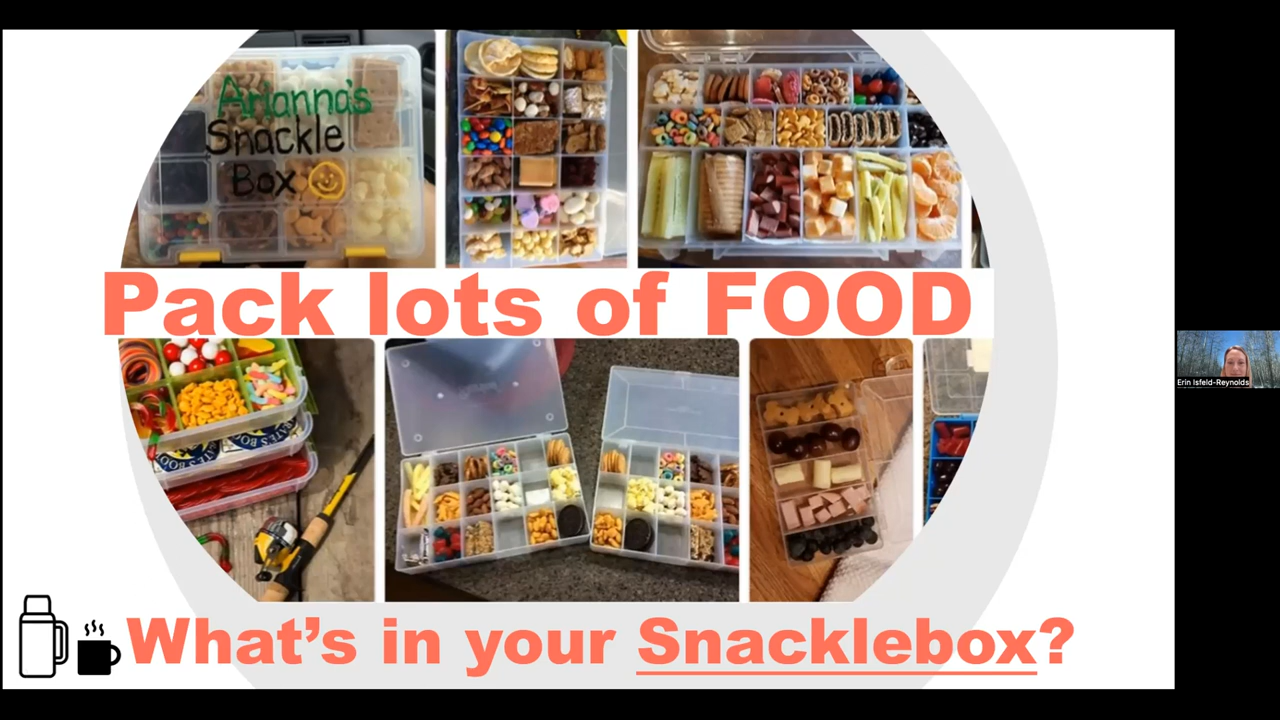 Arianna's
Snackle
Box
Pack lots of FOOD
What's in your Snacklebox?
Erin Isfeld-Reynolds